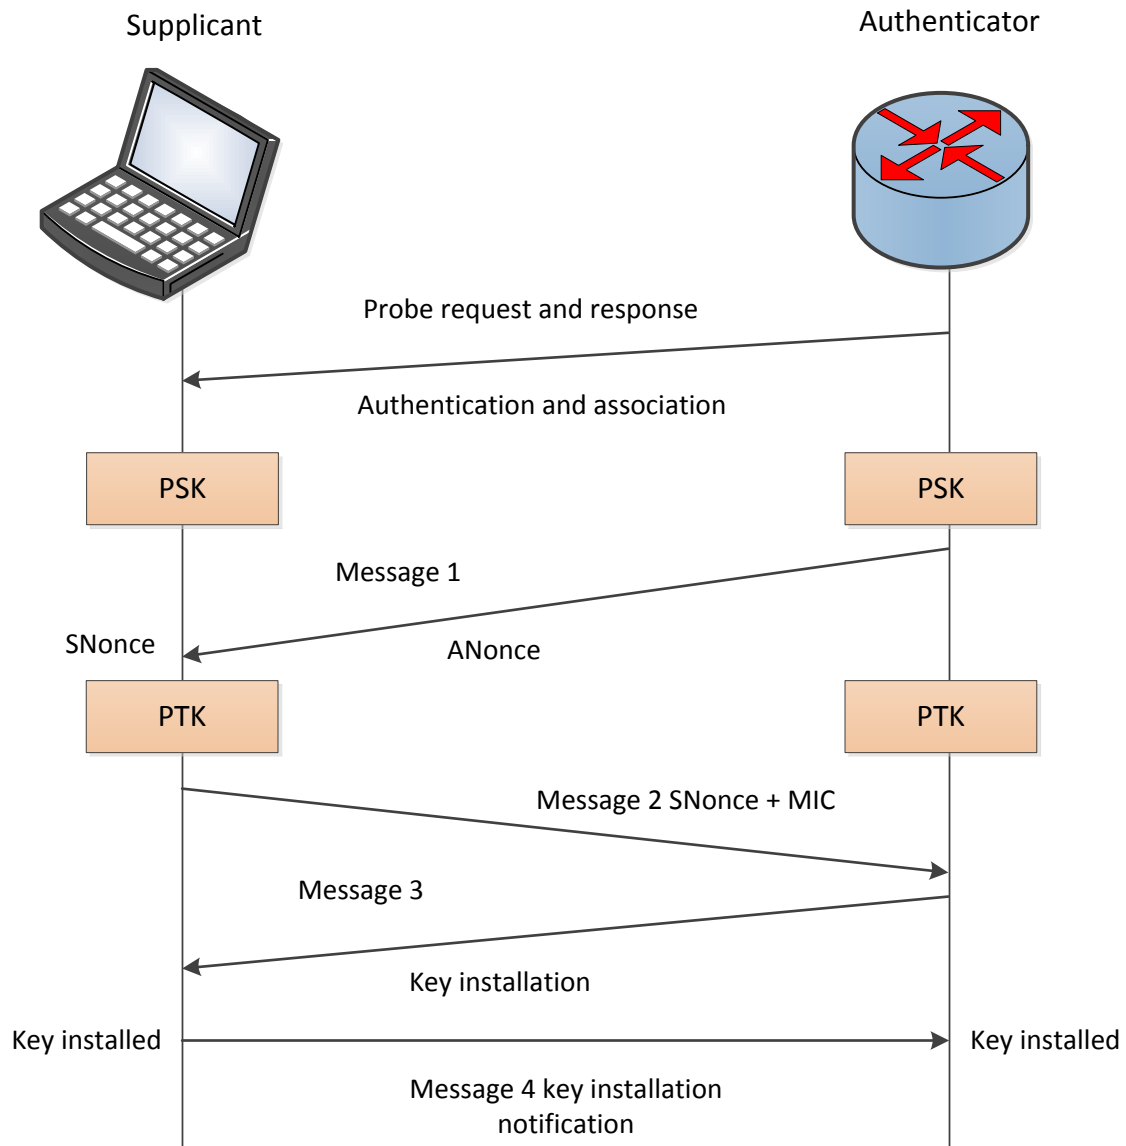 Supplicant
Authenticator
Probe request and response
Authentication and association
PSK
PSK
Message 1
SNonce
ANonce
PTK
PTK
Message 2 SNonce + MIC
Message 3
Key installation
Key installed
Key installed
Message 4 key installation
notification